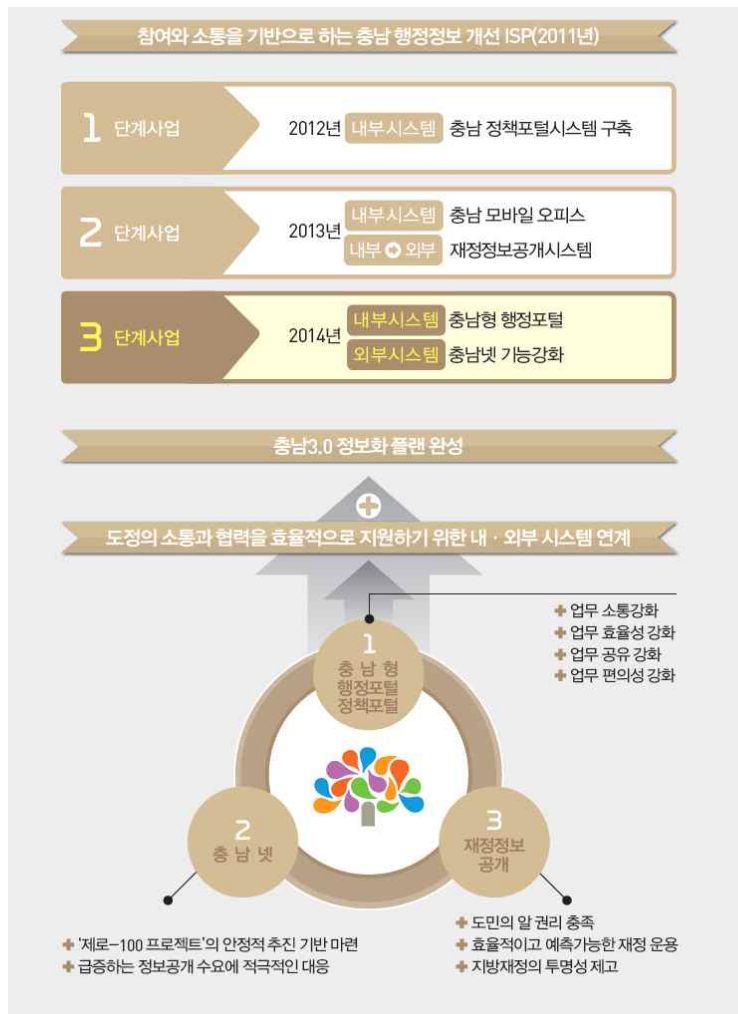 참여와 소통을 기반으로 하는 충남 행정정보 개선 ISP(2011년)
1 단계사업
2012년 내부시스템 충남 정책포털시스템 구축
2 단계사업
2013년
내부시스템 충남 모바일 오피스
내부 외부 재정정보공개시스템
3 단계사업
2014년
내부시스템 충남형 행정포털
외부시스템 충남넷 기능강화
충남3.0 정보화 플랜 완성
도정의 소통과 협력을 효율적으로 지원하기 위한 내 · 외부 시스템 연계
업무 소통강화
업무 효율성 강화
업무 공유 강화
업무 편의성 강화
1
충 남 형
행정포털
정책포털
2
충 남 넷
3
재정정보
공개
'제로-100 프로젝트'의 안정적 추진 기반 마련
급증하는 정보공개 수요에 적극적인 대응
도민의 알 권리 충족
효율적이고 예측가능한 재정 운용
지방재정의 투명성 제고